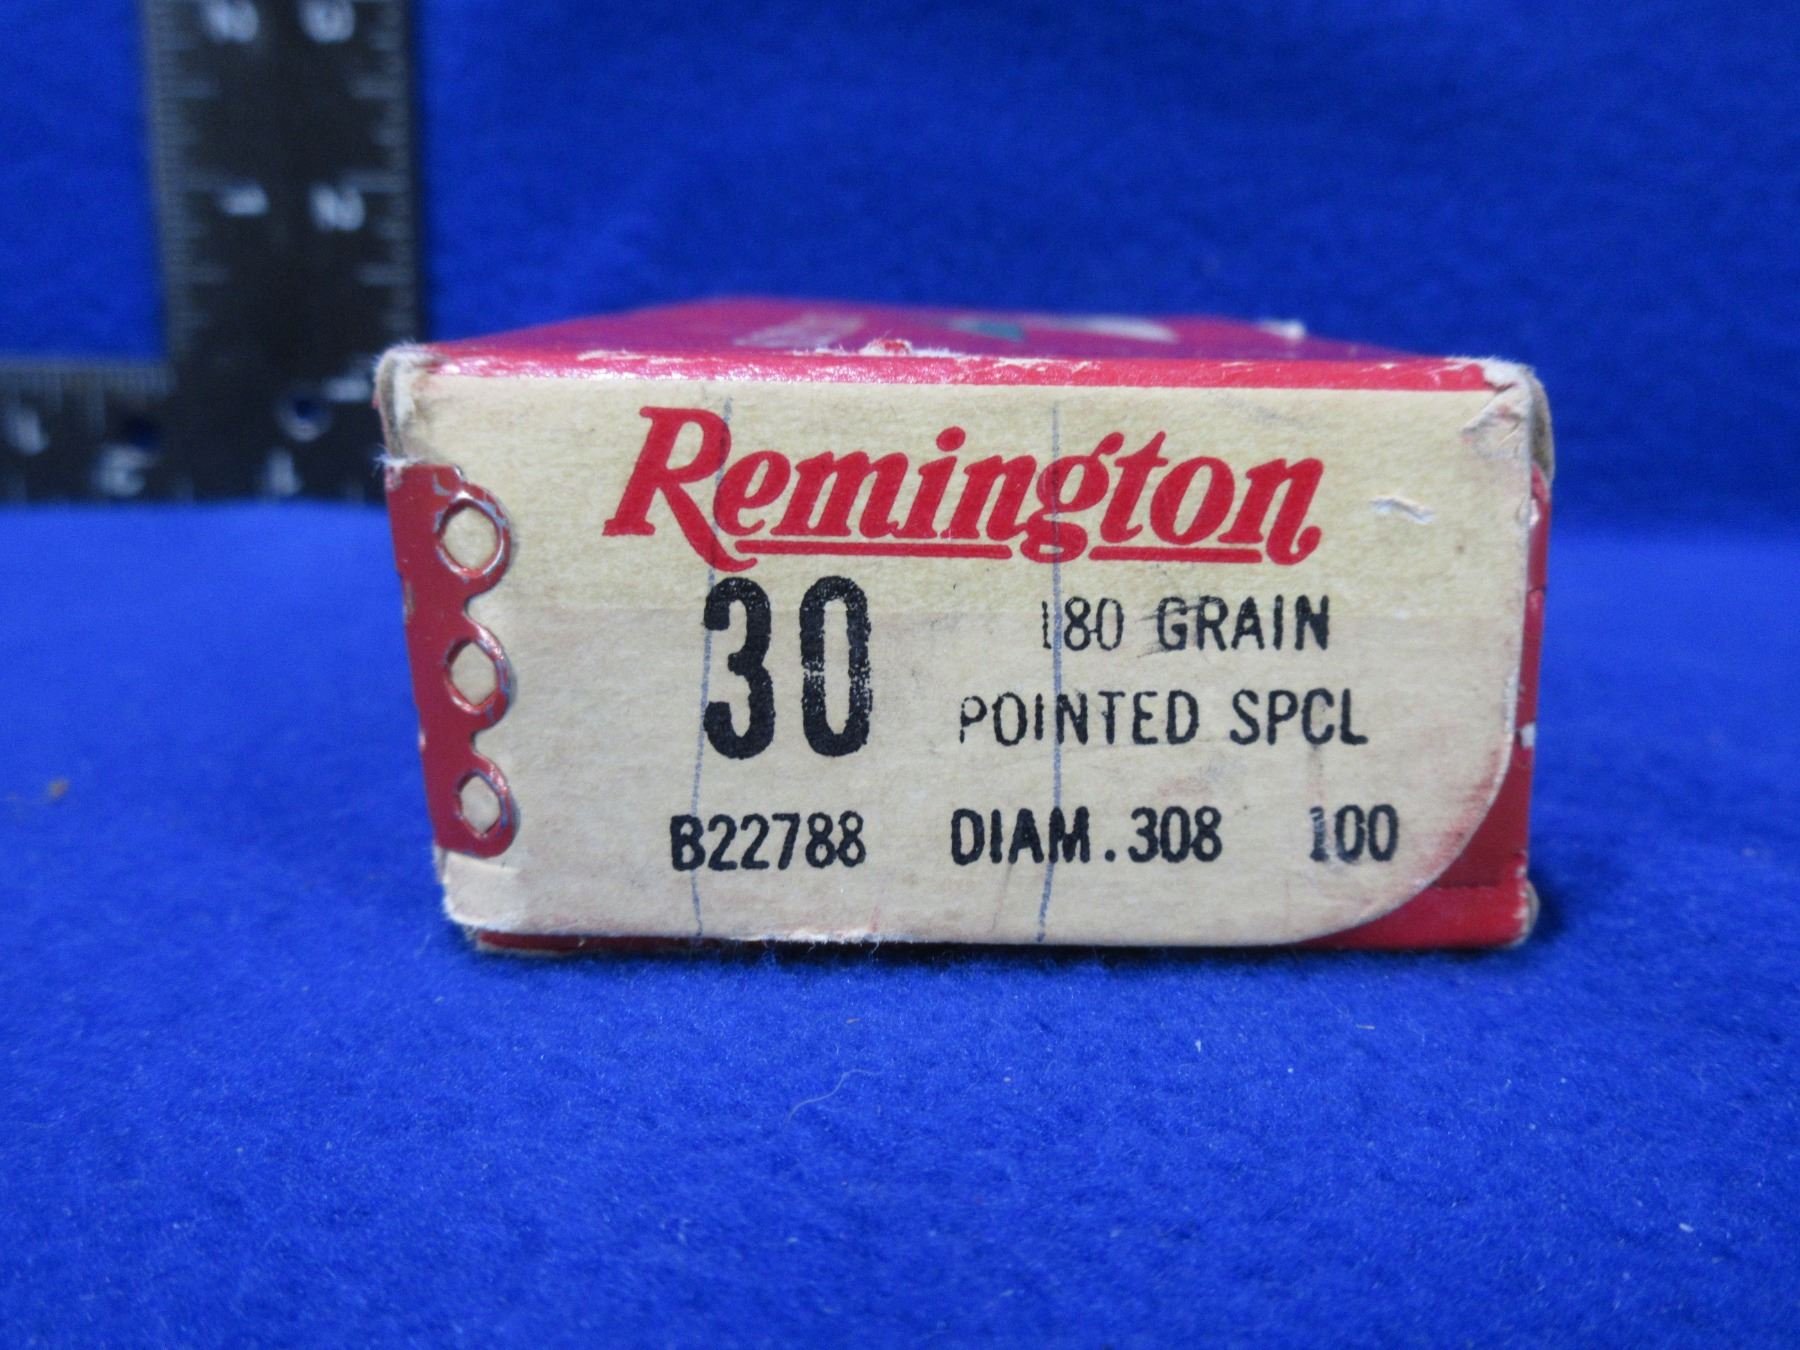 Remington
30
180 GRAIN
POINTED SPCL
B22788 DIAM .308 100